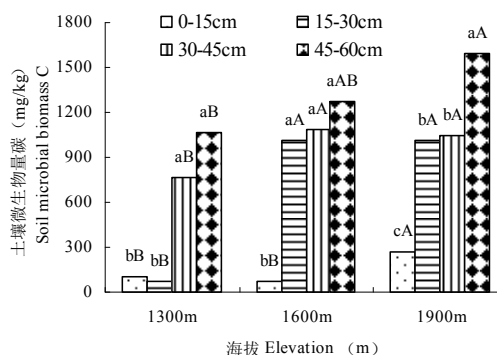 0-15cm 15-30cm
30-45cm 45-60cm
土壤微生物量碳（mg/kg）
Soil microbial biomass C
1800
1500
1200
900
600
300
0
bB bB aB aB
bB aA aA aAB
cA bA bA aA
1300m 1600m 1900m
海拔 Elevation （m）